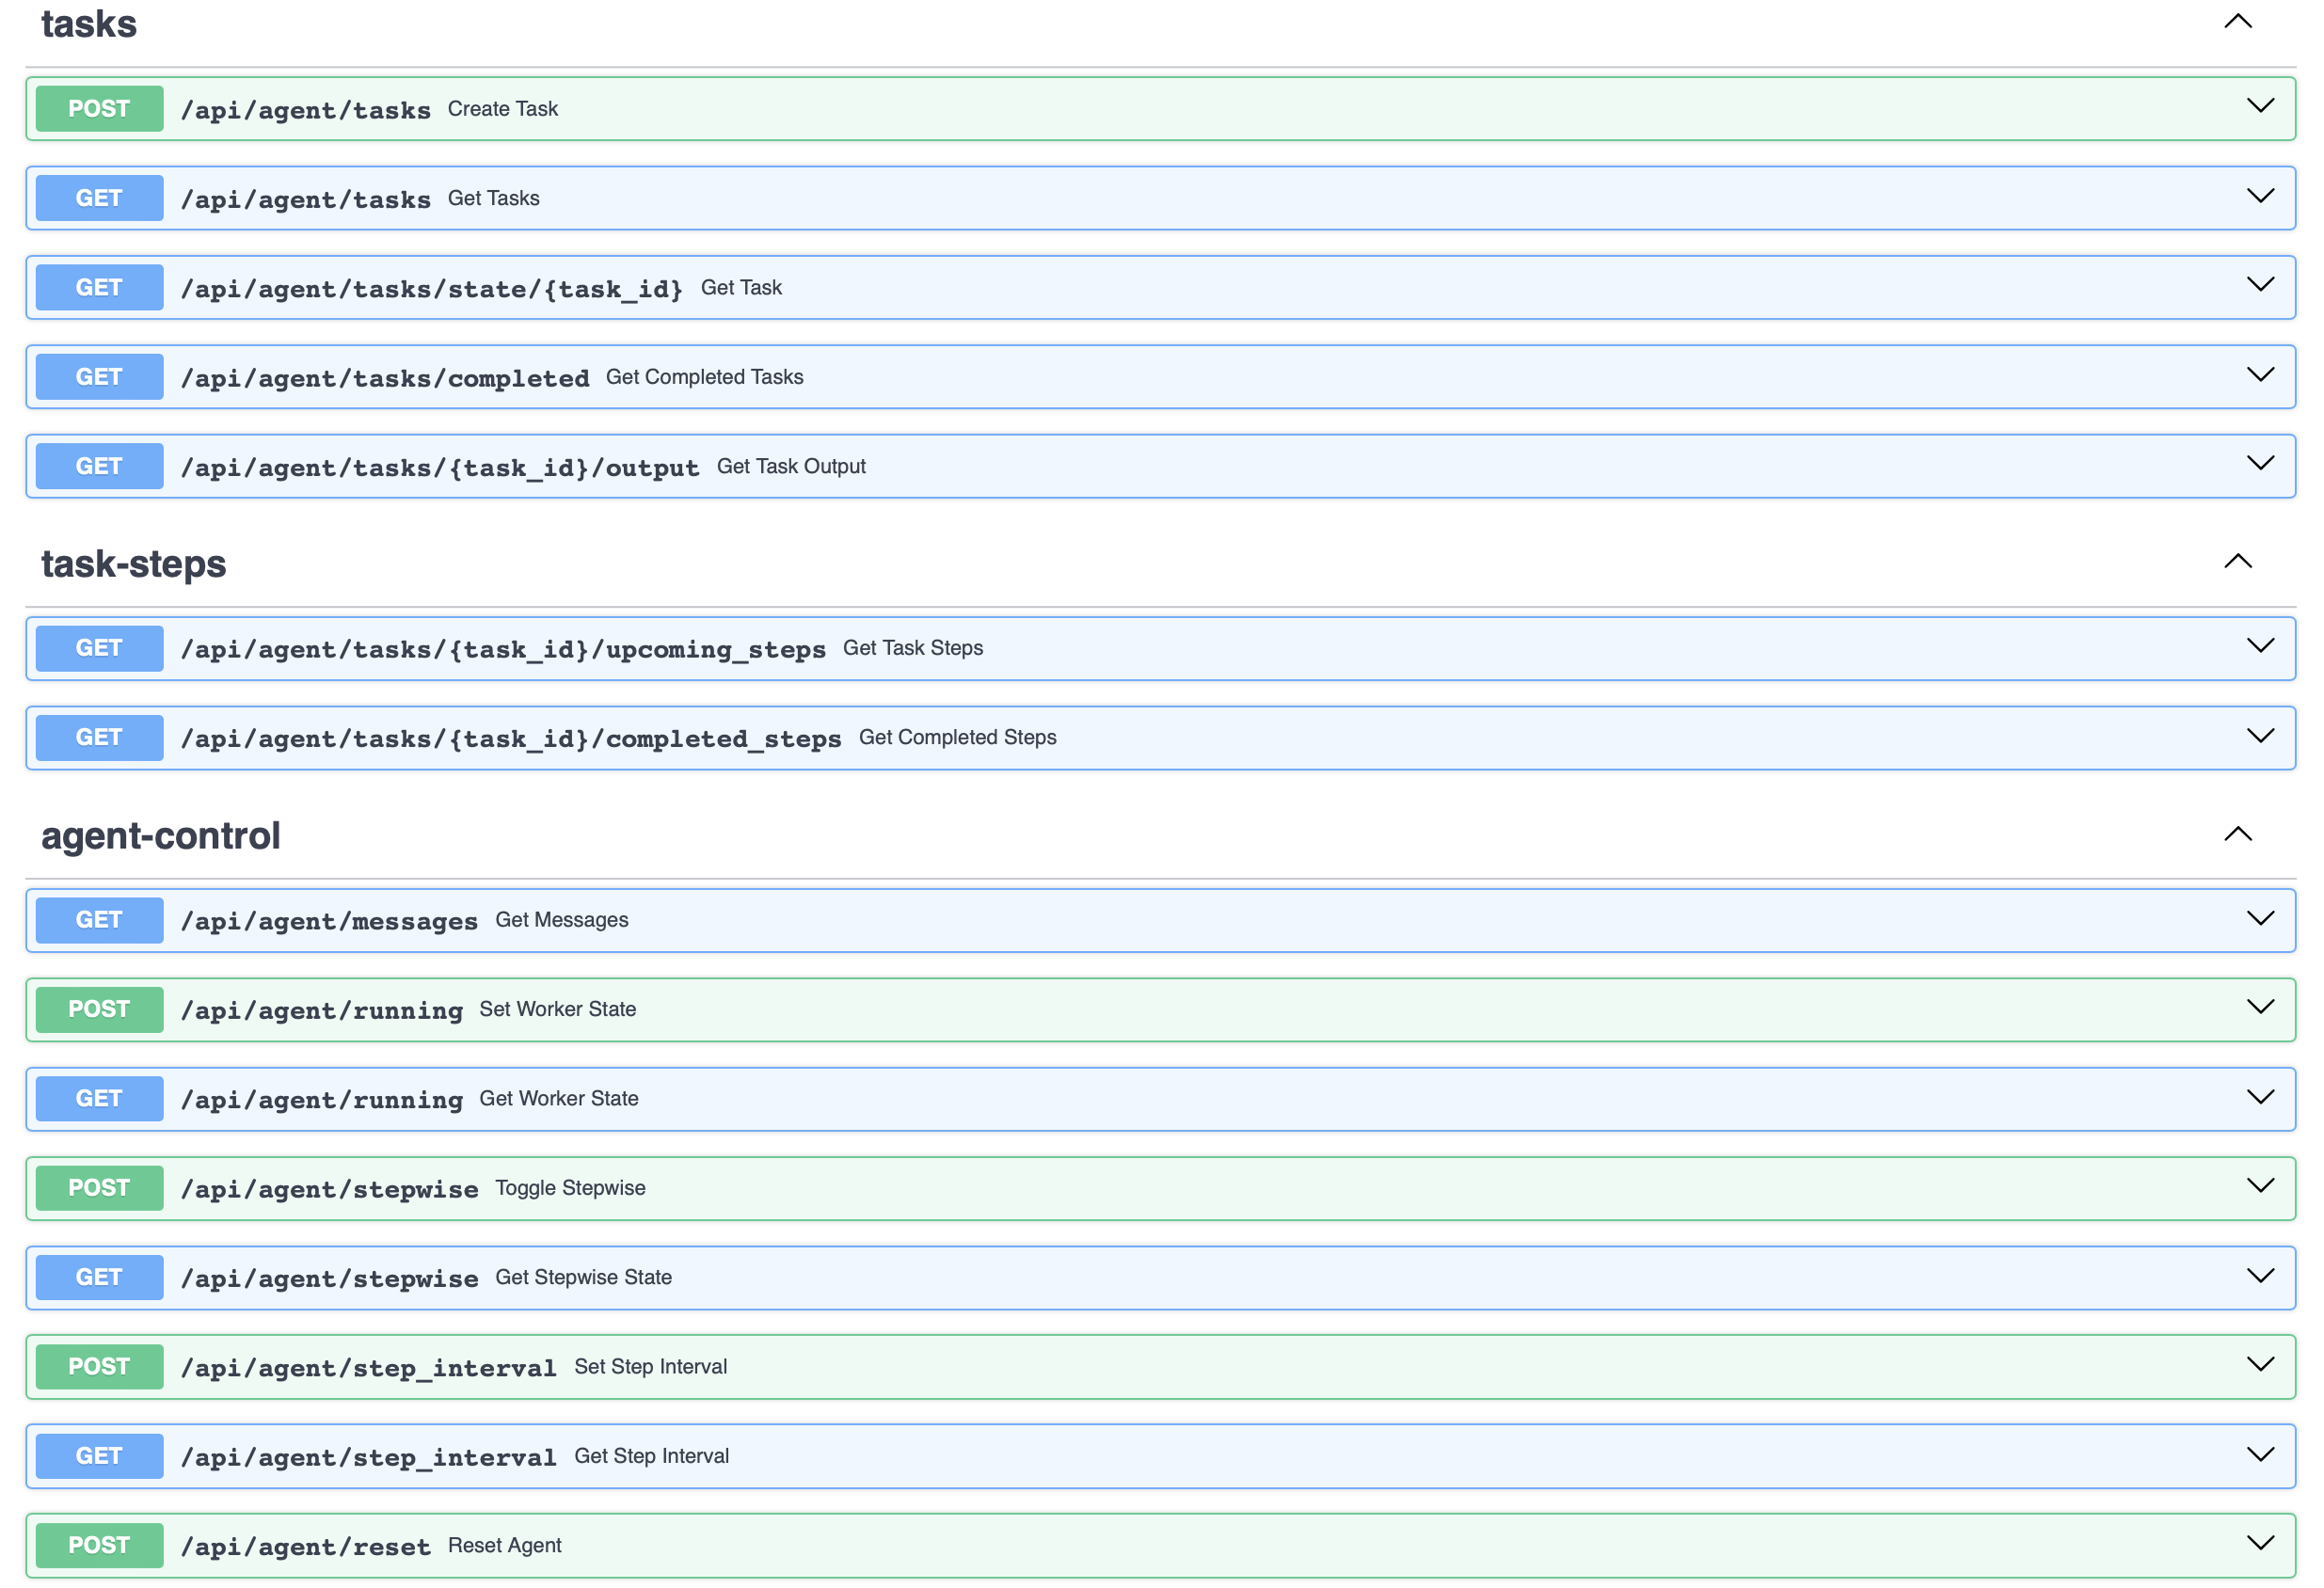 tasks
POST /api/agent/tasks Create Task
GET /api/agent/tasks Get Tasks
GET /api/agent/tasks/state/{task_id} Get Task
GET /api/agent/tasks/completed Get Completed Tasks
GET /api/agent/tasks/{task_id}/output Get Task Output
task-steps
GET /api/agent/tasks/{task_id}/upcoming_steps Get Task Steps
GET /api/agent/tasks/{task_id}/completed_steps Get Completed Steps
agent-control
GET /api/agent/messages Get Messages
POST /api/agent/running Set Worker State
GET /api/agent/running Get Worker State
POST /api/agent/stepwise Toggle Stepwise
GET /api/agent/stepwise Get Stepwise State
POST /api/agent/step_interval Set Step Interval
GET /api/agent/step_interval Get Step Interval
POST /api/agent/reset Reset Agent